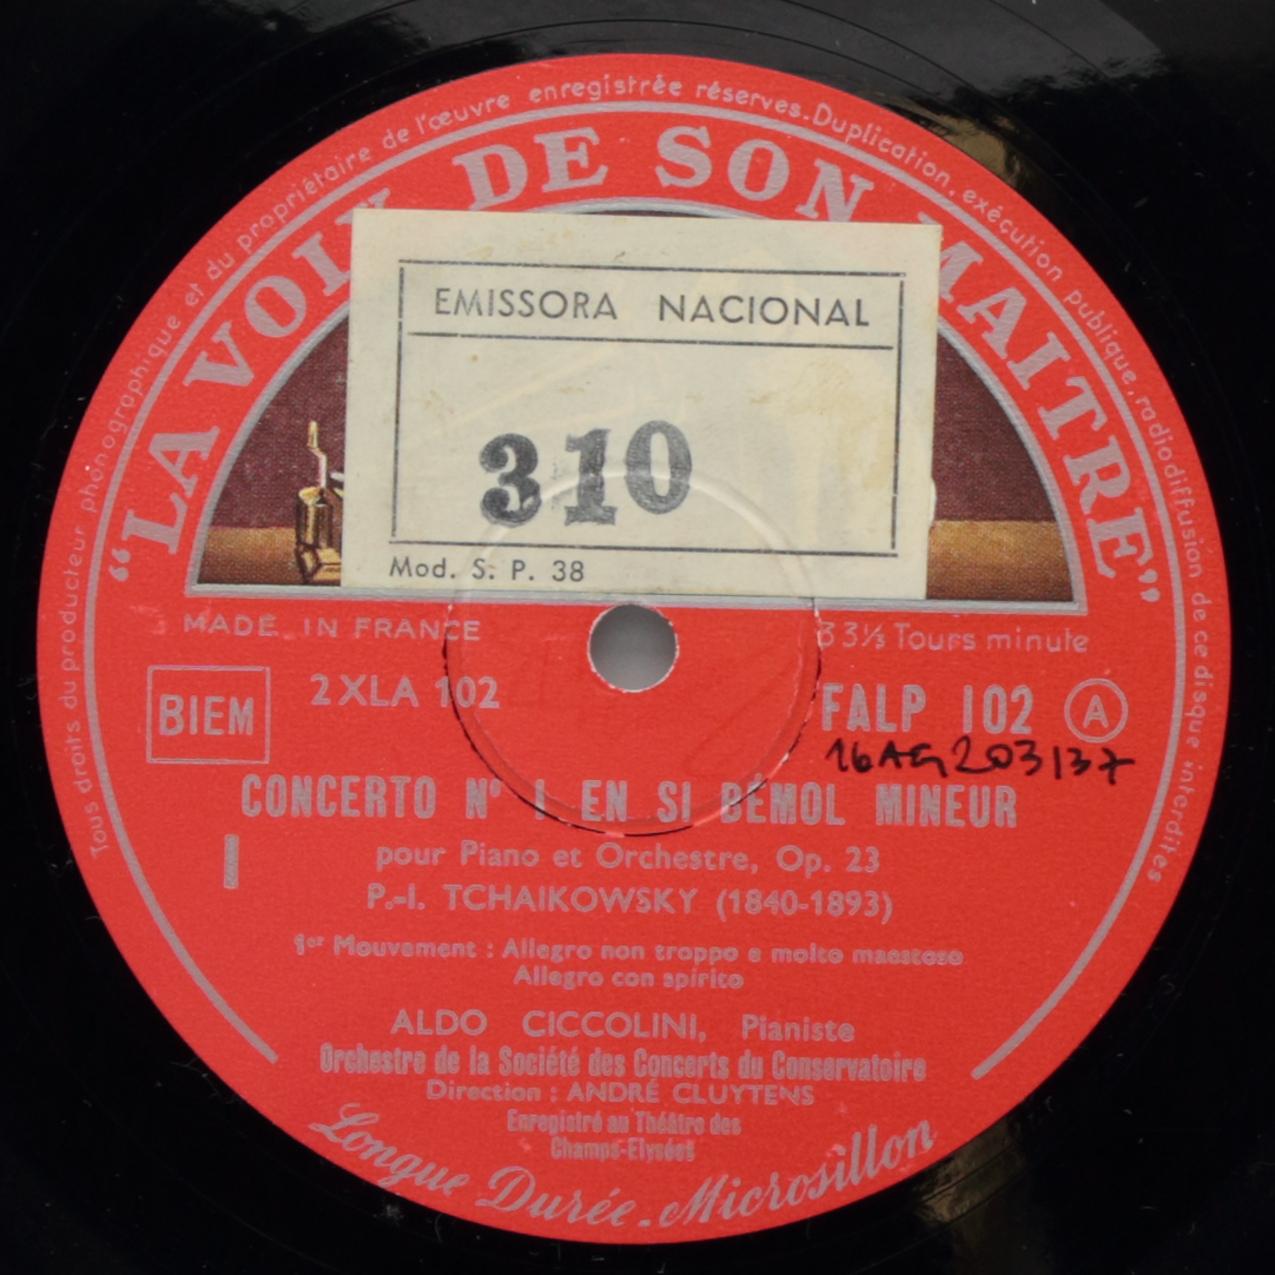 Tous droits du producteur phonographique et du propriétaire de l'œuvre enregistrée réserves. Duplication, exécution publique, radiodiffusion de ce disque interdites
"LA VOIX DE SON MAITRE"
EMISSORA NACIONAL
310
Mod. S. P. 38
MADE IN FRANCE
33⅓ Tours minute
BIEM
2XLA 102
FALP 102 A
16AG203137
CONCERTO Nº 1 EN SI BÉMOL MINEUR
I
pour Piano et Orchestre, Op. 23
P.-I. TCHAIKOWSKY (1840-1893)
1er Mouvement : Allegro non troppo e molto maestoso
Allegro con spirito
ALDO CICCOLINI, Pianiste
Orchestre de la Société des Concerts du Conservatoire
Direction : ANDRÉ CLUYTENS
Enregistré au Théâtre des
Champs-Elysées
Longue Durée - Microsillon